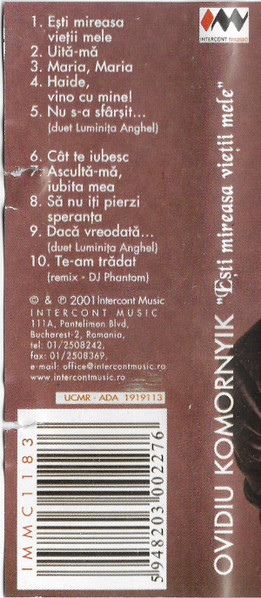 1. Ești mireasa
vieții mele
2. Uită-mă
3. Maria, Maria
4. Haide,
vino cu mine!
5. Nu s-a sfârșit...
(duet Luminița Anghel)
6. Cât te iubesc
7. Ascultă-mă,
iubita mea
8. Să nu iți pierzi
speranța
9. Dacă vreodată...
(duet Luminița Anghel)
10. Te-am trădat
(remix - DJ Phantom)
© & ℗ 2001 Intercont Music
INTERCONT MUSIC
111A, Pantelimon Blvd,
Bucharest-2, Romania,
tel: 01/2508242,
fax: 01/2508369,
e-mail: office@intercontmusic.ro
www.intercontmusic.ro
UCMR - ADA 1919113
IMMC1183
5948203002276
INTERCONT MUSIC
OVIDIU KOMORNYIK "Ești mireasa vieții mele"